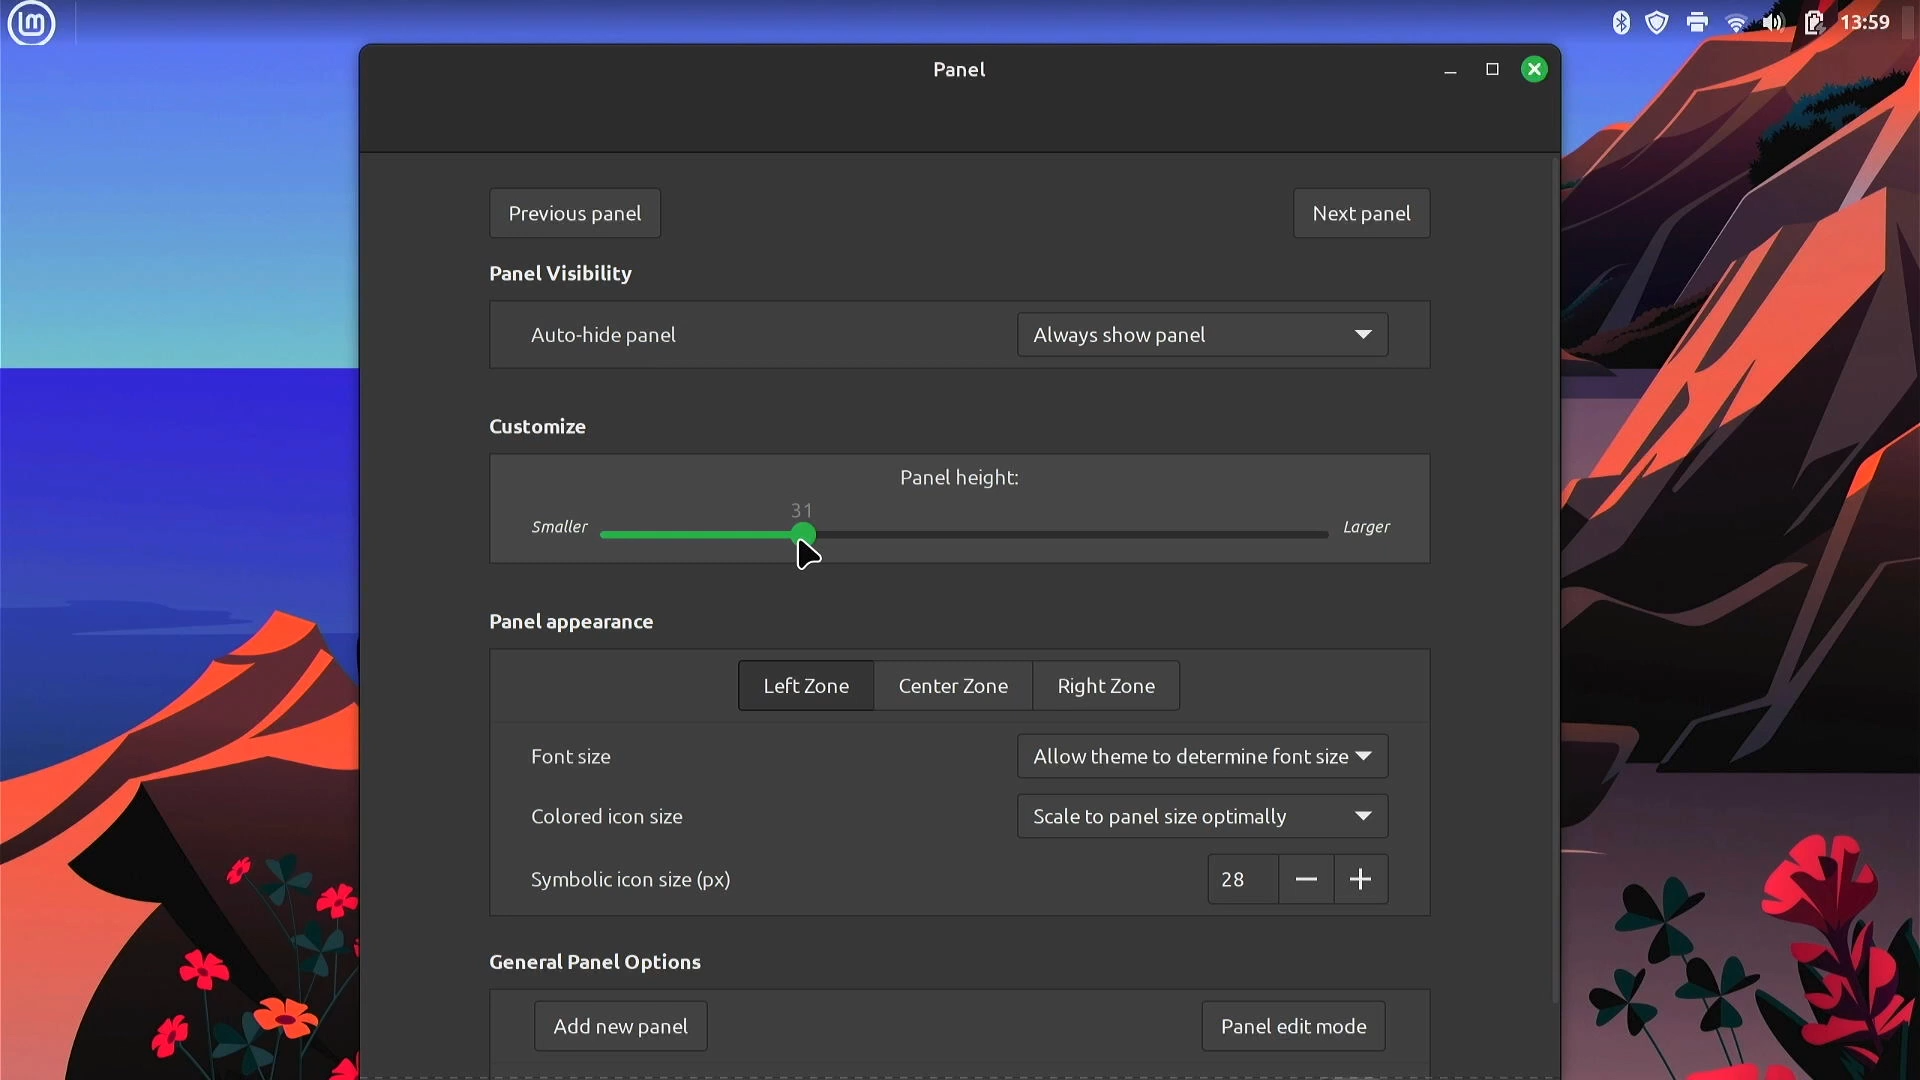 lm
13:59
Panel
Previous panel
Next panel
Panel Visibility
Auto-hide panel
Always show panel
Customize
Panel height:
31
Smaller
Larger
Panel appearance
Left Zone
Center Zone
Right Zone
Font size
Allow theme to determine font size
Colored icon size
Scale to panel size optimally
Symbolic icon size (px)
28
General Panel Options
Add new panel
Panel edit mode